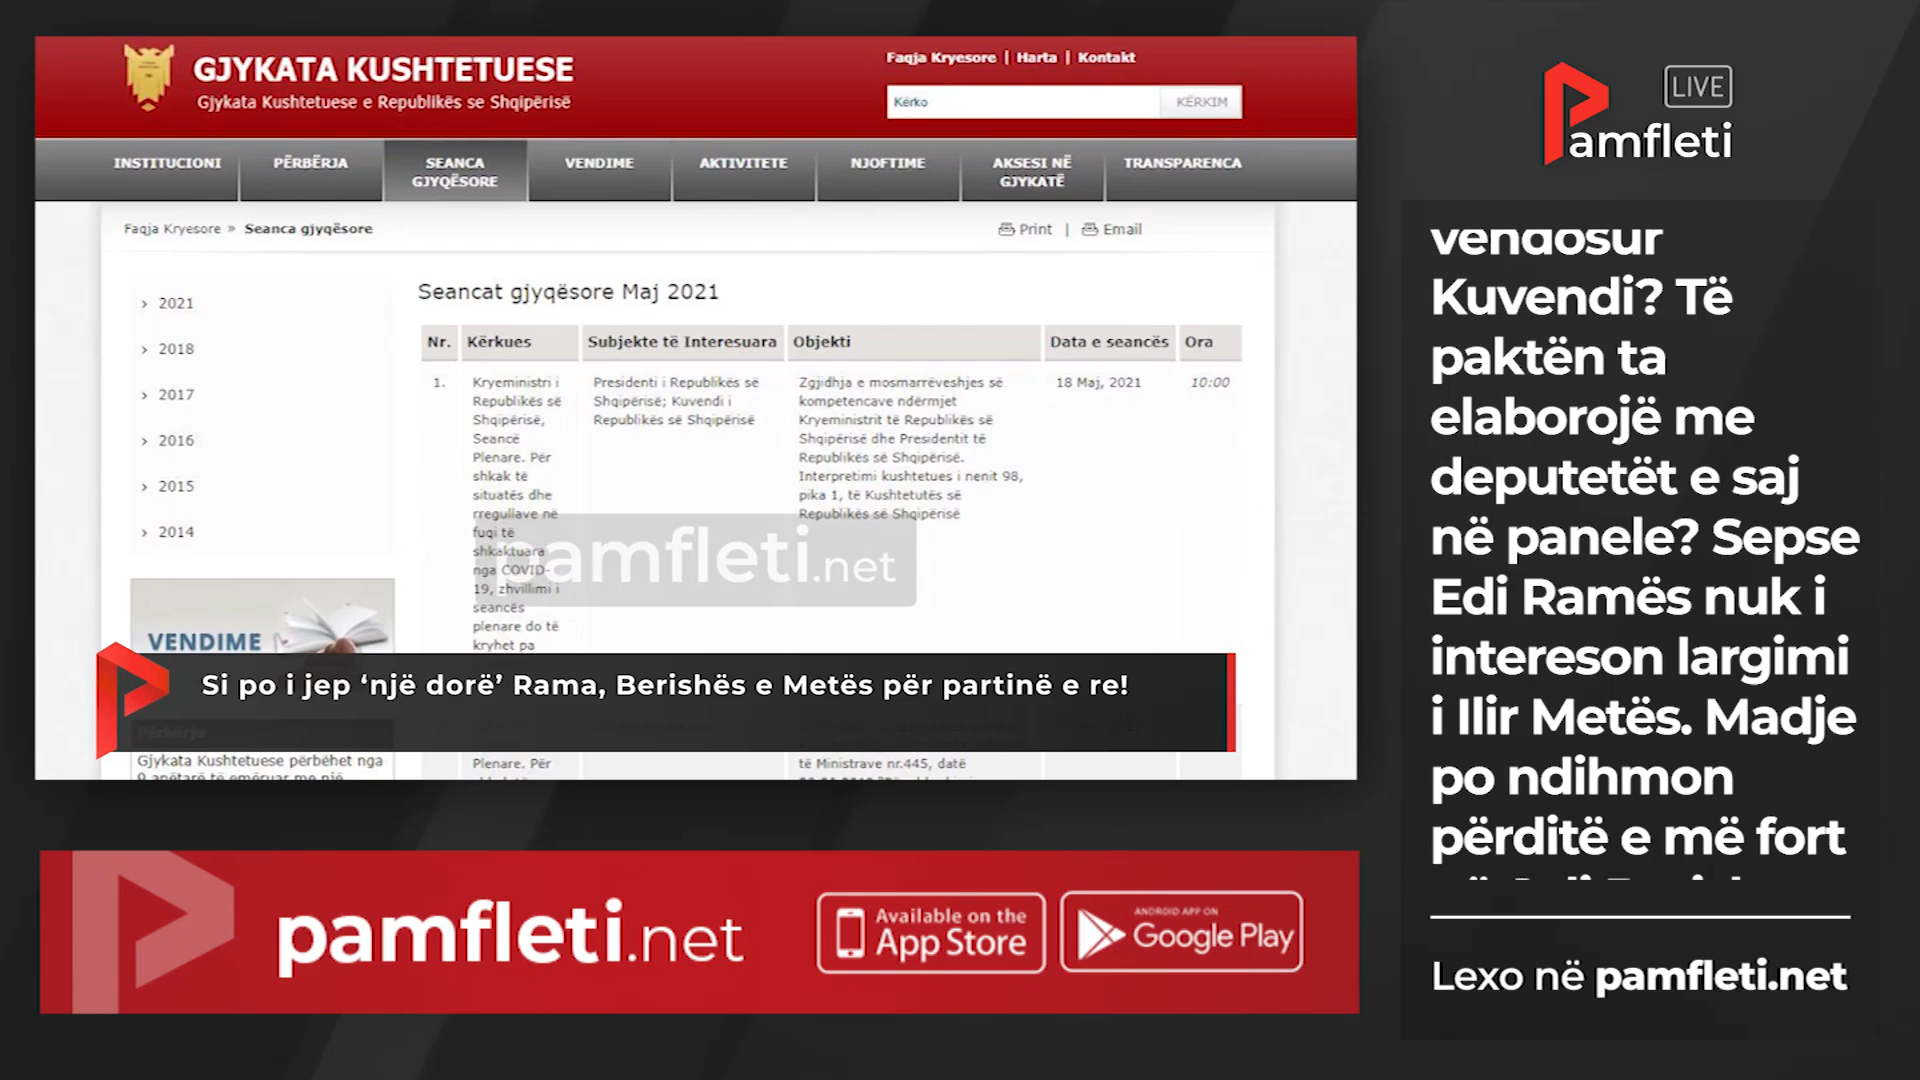 GJYKATA KUSHTETUESE
Gjykata Kushtetuese e Republikës se Shqipërisë
Faqja Kryesore | Harta | Kontakt
Kërko
KËRKIM
INSTITUCIONI
PËRBËRJA
SEANCA
GJYQËSORE
VENDIME
AKTIVITETE
NJOFTIME
AKSESI NË
GJYKATË
TRANSPARENCA
Faqja Kryesore » Seanca gjyqësore
Print | Email
2021
2018
2017
2016
2015
2014
VENDIME
Përbërja
Gjykata Kushtetuese përbëhet nga
9 anëtarë të emëruar me një
Seancat gjyqësore Maj 2021
Nr. Kërkues Subjekte të Interesuara Objekti Data e seancës Ora
1.
Kryeministri i
Republikës së
Shqipërisë,
Seancë
Plenare. Për
shkak të
situatës dhe
rregullave në
fuqi të
shkaktuara
nga COVID-
19, zhvillimi i
seancës
plenare do të
kryhet pa
Presidenti i Republikës së
Shqipërisë; Kuvendi i
Republikës së Shqipërisë
Zgjidhja e mosmarrëveshjes së
kompetencave ndërmjet
Kryeministrit të Republikës së
Shqipërisë dhe Presidentit të
Republikës së Shqipërisë.
Interpretimi kushtetues i nenit 98,
pika 1, të Kushtetutës së
Republikës së Shqipërisë
18 Maj, 2021
10:00
pamfleti.net
Si po i jep ‘një dorë’ Rama, Berishës e Metës për partinë e re!
Plenare. Për
të Ministrave nr.445, datë
pamfleti.net
Available on the
App Store
ANDROID APP ON
Google Play
Pamfleti
LIVE
vendosur
Kuvendi? Të
paktën ta
elaborojë me
deputetët e saj
në panele? Sepse
Edi Ramës nuk i
intereson largimi
i Ilir Metës. Madje
po ndihmon
përditë e më fort
Lexo në pamfleti.net